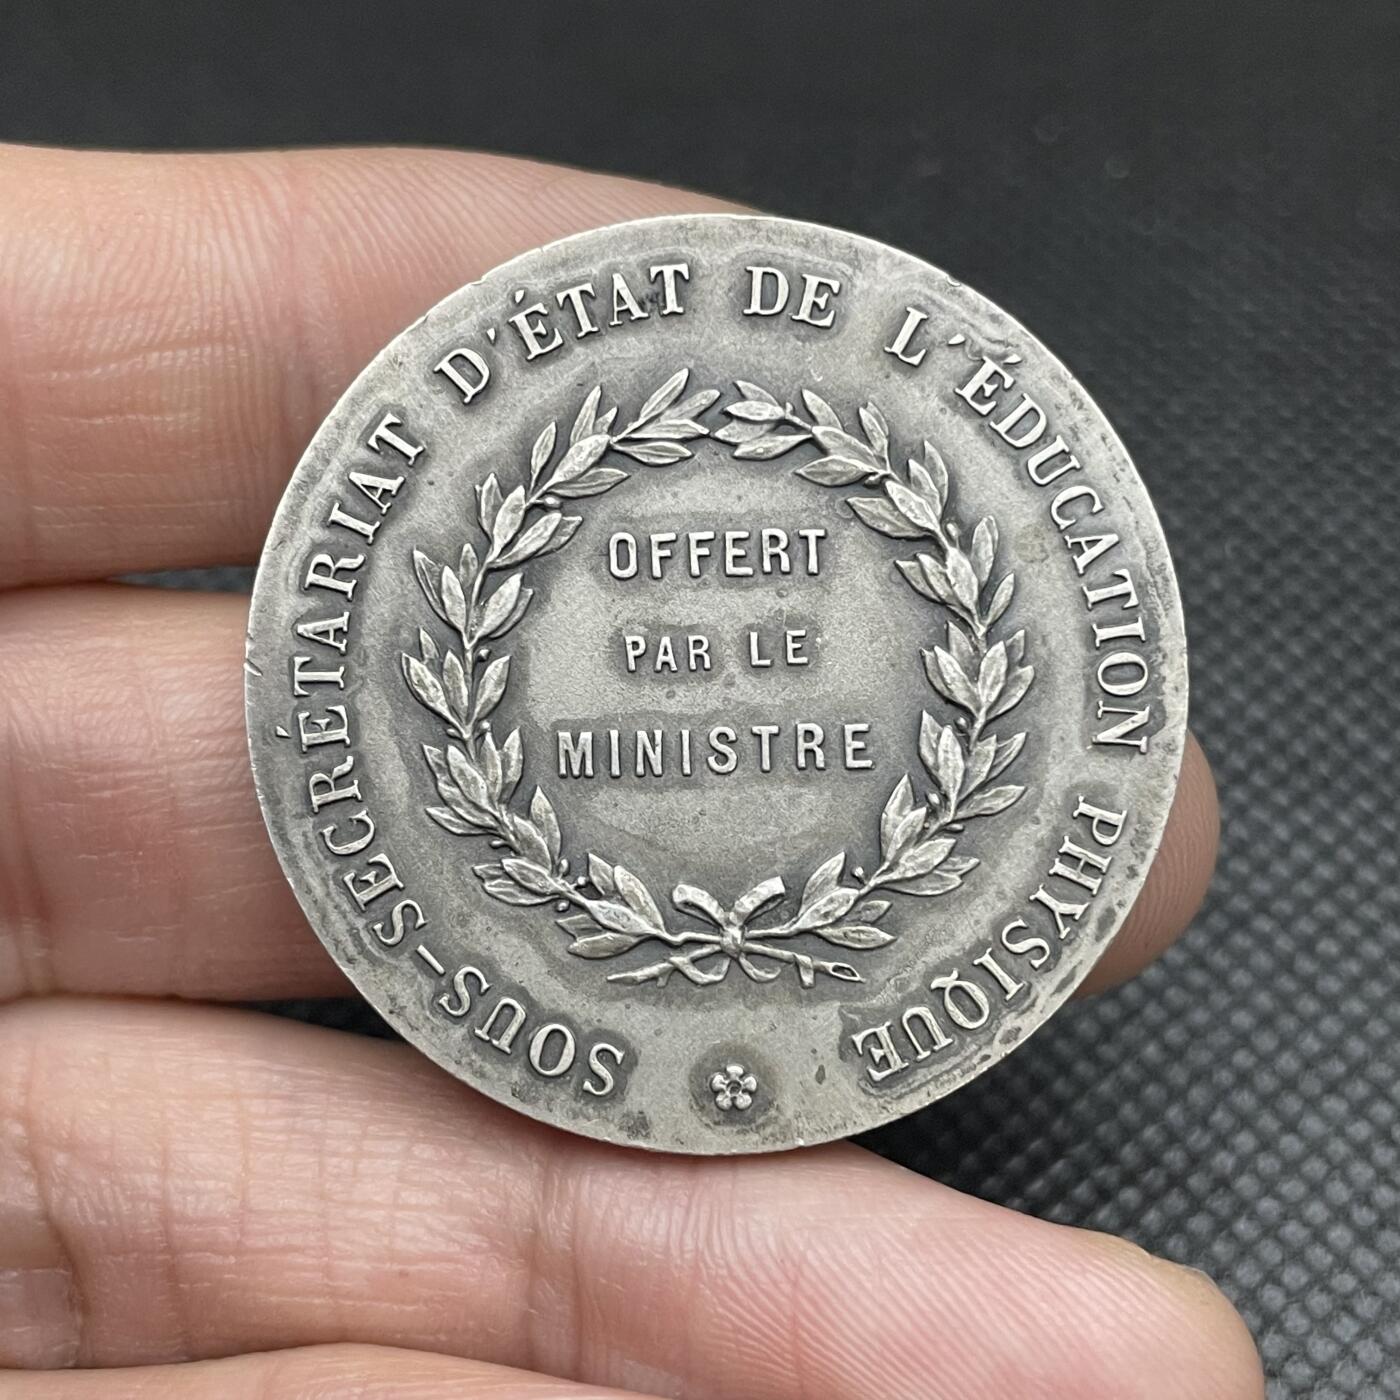 SOUS-SECRÉTARIAT D'ÉTAT DE L'ÉDUCATION PHYSIQUE
OFFERT
PAR LE
MINISTRE